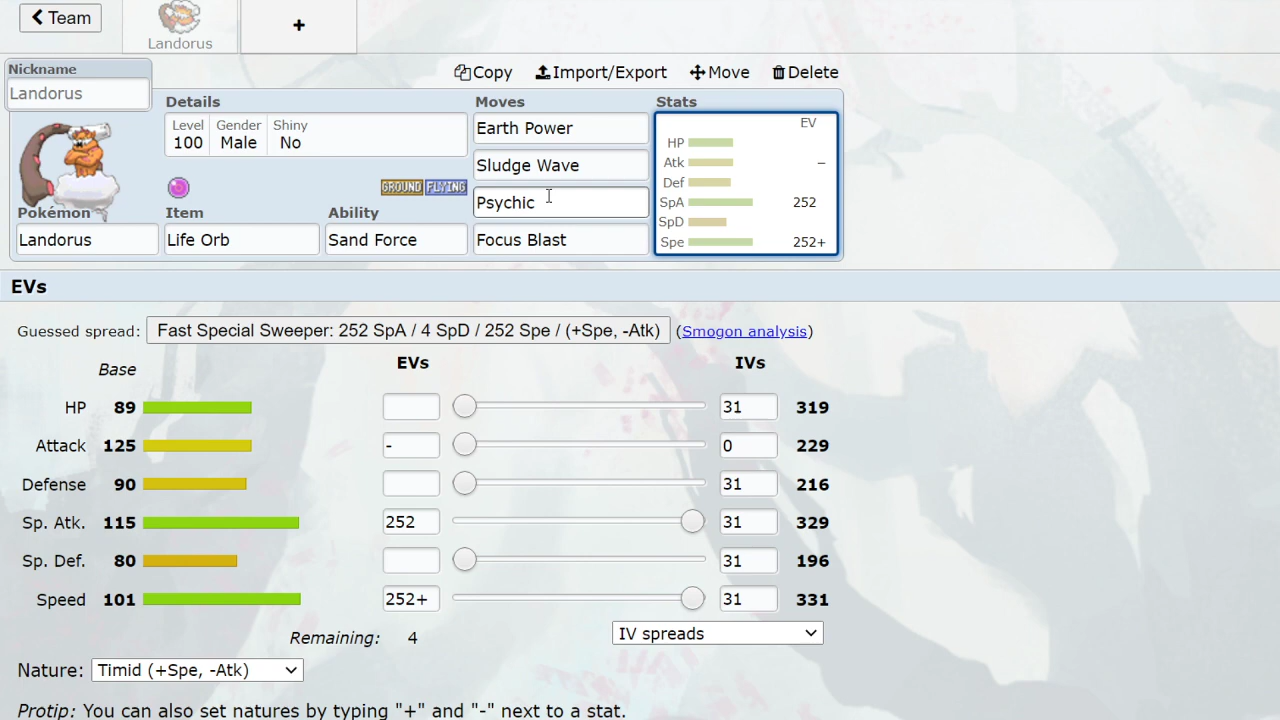 Team
Landorus
+
Nickname
Landorus
Copy
Import/Export
Move
Delete
Details
Moves
Stats
Level
100
Gender
Male
Shiny
No
GROUND FLYING
Pokémon
Landorus
Item
Life Orb
Ability
Sand Force
Earth Power
Sludge Wave
Psychic
Focus Blast
EV
HP
Atk –
Def
SpA 252
SpD
Spe 252+
EVs
Guessed spread: Fast Special Sweeper: 252 SpA / 4 SpD / 252 Spe / (+Spe, -Atk) (Smogon analysis)
Base EVs IVs
HP 89 31 319
Attack 125 - 0 229
Defense 90 31 216
Sp. Atk. 115 252 31 329
Sp. Def. 80 31 196
Speed 101 252+ 31 331
Remaining: 4 IV spreads
Nature: Timid (+Spe, -Atk)
Protip: You can also set natures by typing "+" and "-" next to a stat.